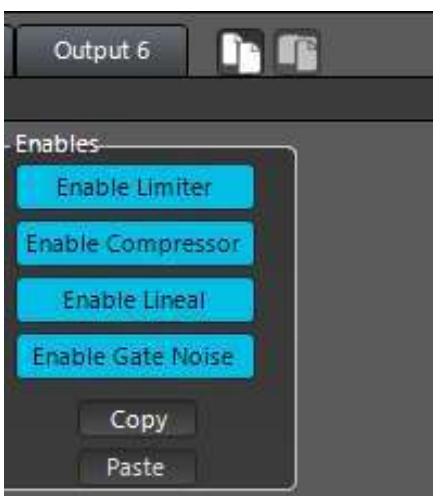 Output 6
Enables
Enable Limiter
Enable Compressor
Enable Lineal
Enable Gate Noise
Copy
Paste